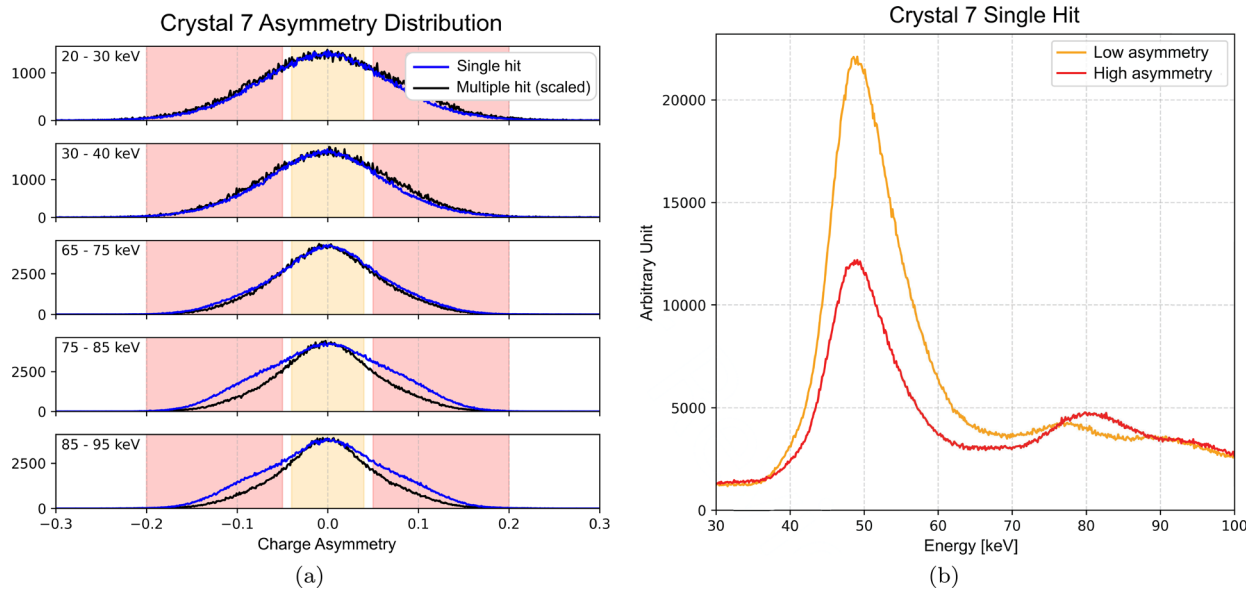 Crystal 7 Asymmetry Distribution
20 - 30 keV
Single hit
Multiple hit (scaled)
1000
0
30 - 40 keV
1000
0
65 - 75 keV
2500
0
75 - 85 keV
2500
0
85 - 95 keV
2500
0
−0.3 −0.2 −0.1 0.0 0.1 0.2 0.3
Charge Asymmetry
(a)
Crystal 7 Single Hit
Low asymmetry
High asymmetry
Arbitrary Unit
20000
15000
10000
5000
0
30 40 50 60 70 80 90 100
Energy [keV]
(b)